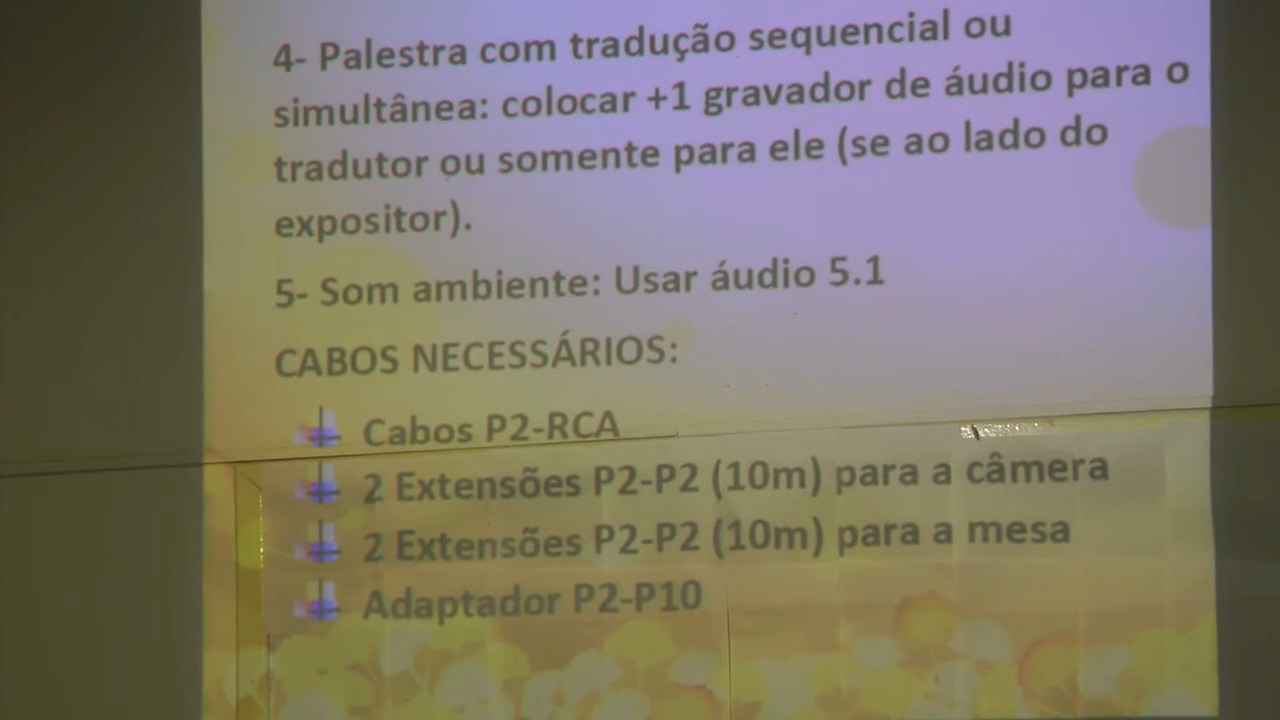 4- Palestra com tradução sequencial ou
simultânea: colocar +1 gravador de áudio para o
tradutor ou somente para ele (se ao lado do
expositor).
5- Som ambiente: Usar áudio 5.1
CABOS NECESSÁRIOS:
Cabos P2-RCA
2 Extensões P2-P2 (10m) para a câmera
2 Extensões P2-P2 (10m) para a mesa
Adaptador P2-P10